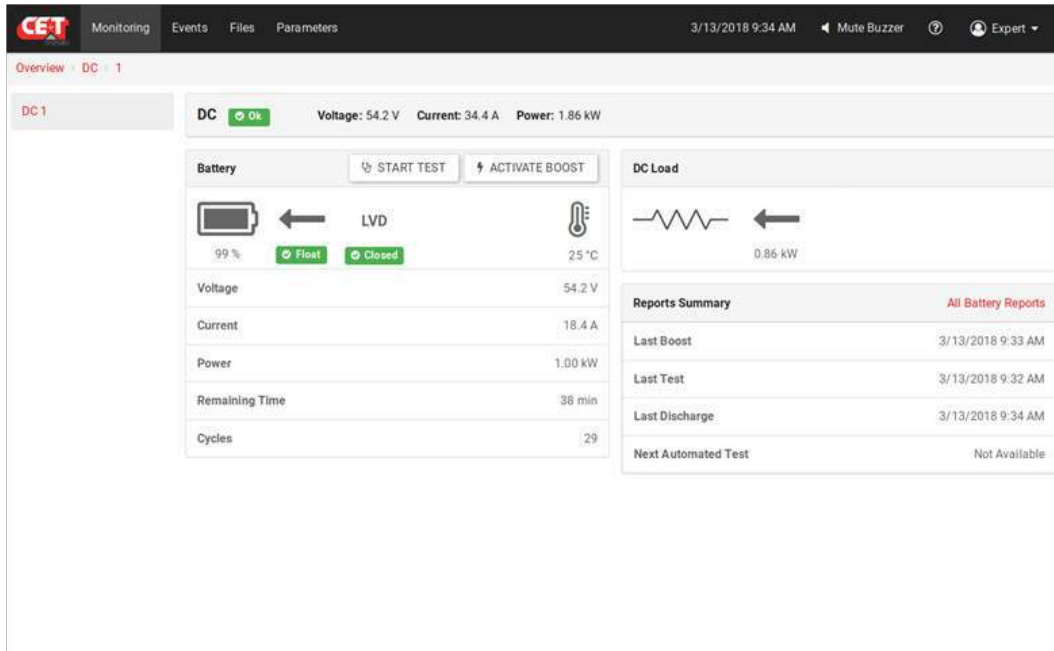 CET Monitoring Events Files Parameters 3/13/2018 9:34 AM Mute Buzzer ? Expert
Overview DC 1
DC 1
DC Ok Voltage: 54.2 V Current: 34.4 A Power: 1.86 kW
Battery START TEST ACTIVATE BOOST
LVD
99 % Float Closed 25 °C
Voltage 54.2 V
Current 18.4 A
Power 1.00 kW
Remaining Time 38 min
Cycles 29
DC Load
0.86 kW
Reports Summary All Battery Reports
Last Boost 3/13/2018 9:33 AM
Last Test 3/13/2018 9:32 AM
Last Discharge 3/13/2018 9:34 AM
Next Automated Test Not Available